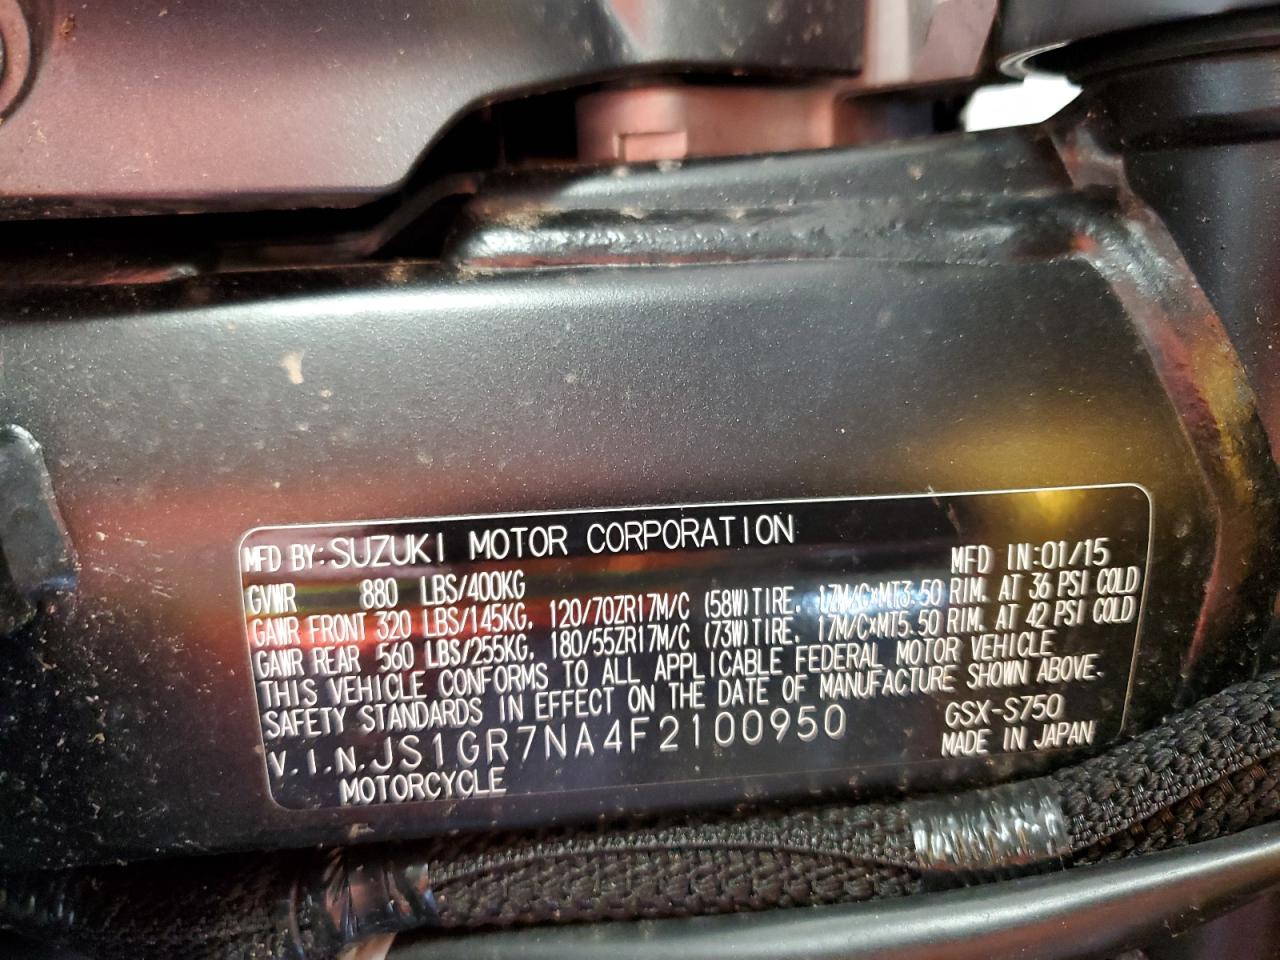 MFD BY:SUZUKI MOTOR CORPORATION
MFD IN:01/15
GVWR 880 LBS/400KG
GAWR FRONT 320 LBS/145KG, 120/70ZR17M/C (58W)TIRE, 17M/C×MT3.50 RIM, AT 36 PSI COLD
GAWR REAR 560 LBS/255KG, 180/55ZR17M/C (73W)TIRE, 17M/C×MT5.50 RIM, AT 42 PSI COLD
THIS VEHICLE CONFORMS TO ALL APPLICABLE FEDERAL MOTOR VEHICLE
SAFETY STANDARDS IN EFFECT ON THE DATE OF MANUFACTURE SHOWN ABOVE.
V.I.N. JS1GR7NA4F2100950 GSX-S750
MOTORCYCLE MADE IN JAPAN